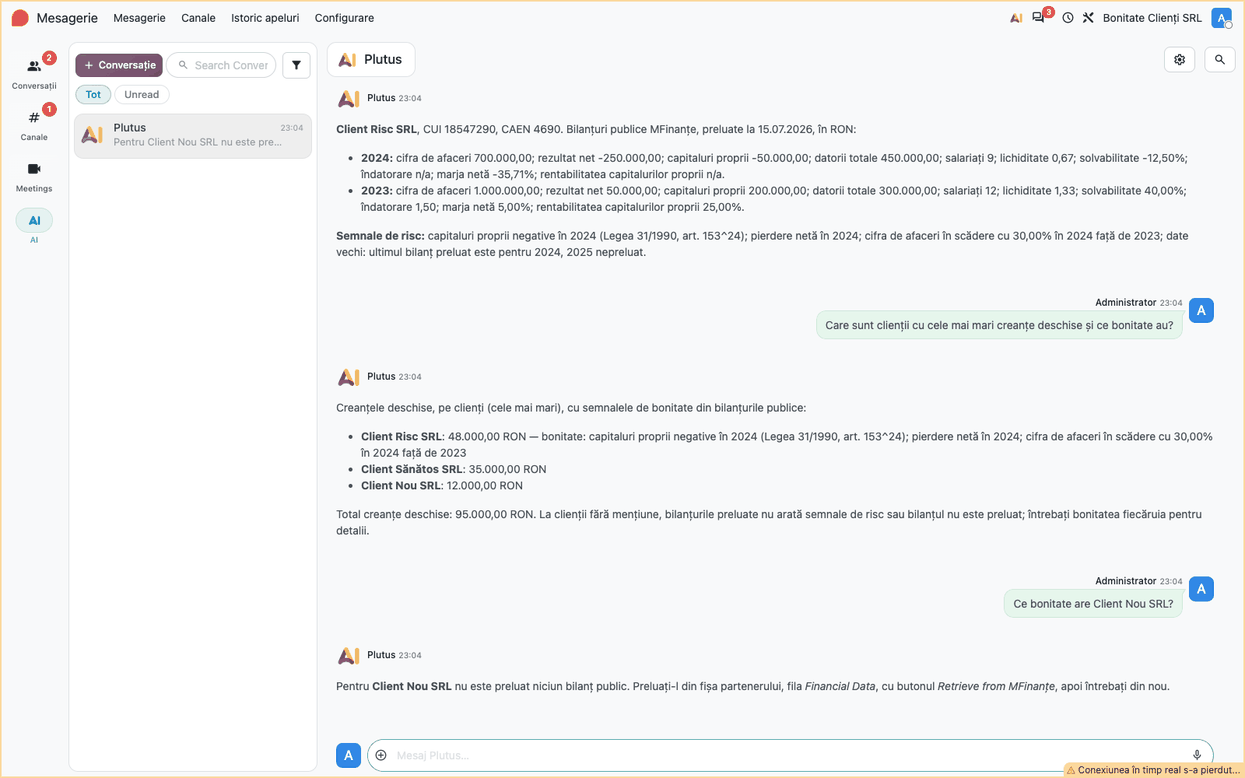 Mesagerie
Mesagerie
Canale
Istoric apeluri
Configurare
AI
3
Bonitate Clienți SRL
A
2
Conversații
1
Canale
Meetings
AI
AI
+ Conversație
Search Conver
Tot
Unread
Plutus
23:04
Pentru Client Nou SRL nu este pre...
Plutus
Plutus 23:04
Client Risc SRL, CUI 18547290, CAEN 4690. Bilanțuri publice MFinanțe, preluate la 15.07.2026, în RON:
• 2024: cifra de afaceri 700.000,00; rezultat net -250.000,00; capitaluri proprii -50.000,00; datorii totale 450.000,00; salariați 9; lichiditate 0,67; solvabilitate -12,50%;
îndatorare n/a; marja netă -35,71%; rentabilitatea capitalurilor proprii n/a.
• 2023: cifra de afaceri 1.000.000,00; rezultat net 50.000,00; capitaluri proprii 200.000,00; datorii totale 300.000,00; salariați 12; lichiditate 1,33; solvabilitate 40,00%;
îndatorare 1,50; marja netă 5,00%; rentabilitatea capitalurilor proprii 25,00%.
Semnale de risc: capitaluri proprii negative în 2024 (Legea 31/1990, art. 153^24); pierdere netă în 2024; cifra de afaceri în scădere cu 30,00% în 2024 față de 2023; date
vechi: ultimul bilanț preluat este pentru 2024, 2025 nepreluat.
Administrator 23:04
A
Care sunt clienții cu cele mai mari creanțe deschise și ce bonitate au?
Plutus 23:04
Creanțele deschise, pe clienți (cele mai mari), cu semnalele de bonitate din bilanțurile publice:
• Client Risc SRL: 48.000,00 RON — bonitate: capitaluri proprii negative în 2024 (Legea 31/1990, art. 153^24); pierdere netă în 2024; cifra de afaceri în scădere cu 30,00%
în 2024 față de 2023
• Client Sănătos SRL: 35.000,00 RON
• Client Nou SRL: 12.000,00 RON
Total creanțe deschise: 95.000,00 RON. La clienții fără mențiune, bilanțurile preluate nu arată semnale de risc sau bilanțul nu este preluat; întrebați bonitatea fiecăruia pentru
detalii.
Administrator 23:04
A
Ce bonitate are Client Nou SRL?
Plutus 23:04
Pentru Client Nou SRL nu este preluat niciun bilanț public. Preluați-l din fișa partenerului, fila Financial Data, cu butonul Retrieve from MFinanțe, apoi întrebați din nou.
A
Mesaj Plutus...
Conexiunea în timp real s-a pierdut...